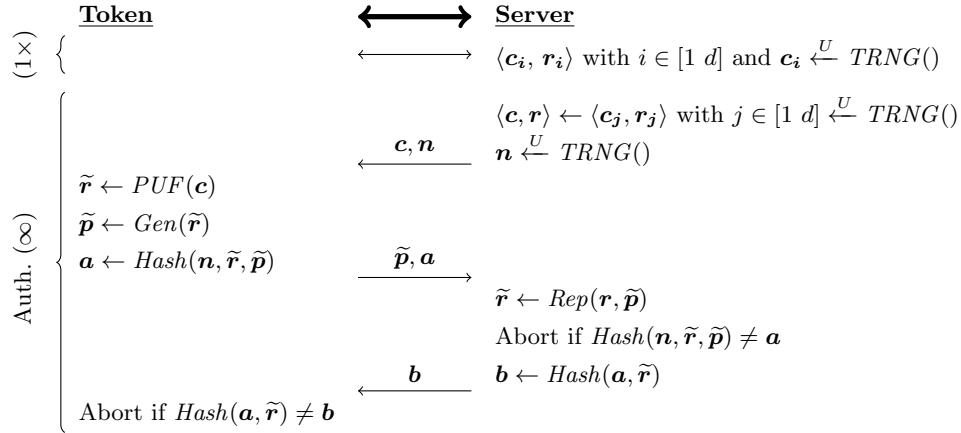 Token Server
(1×) ⟨c_i, r_i⟩ with i ∈ [1 d] and c_i ←U TRNG()
⟨c, r⟩ ← ⟨c_j, r_j⟩ with j ∈ [1 d] ←U TRNG()
c, n n ←U TRNG()
r̃ ← PUF(c)
p̃ ← Gen(r̃)
Auth. (∞)
a ← Hash(n, r̃, p̃) p̃, a
r̃ ← Rep(r, p̃)
Abort if Hash(n, r̃, p̃) ≠ a
b b ← Hash(a, r̃)
Abort if Hash(a, r̃) ≠ b